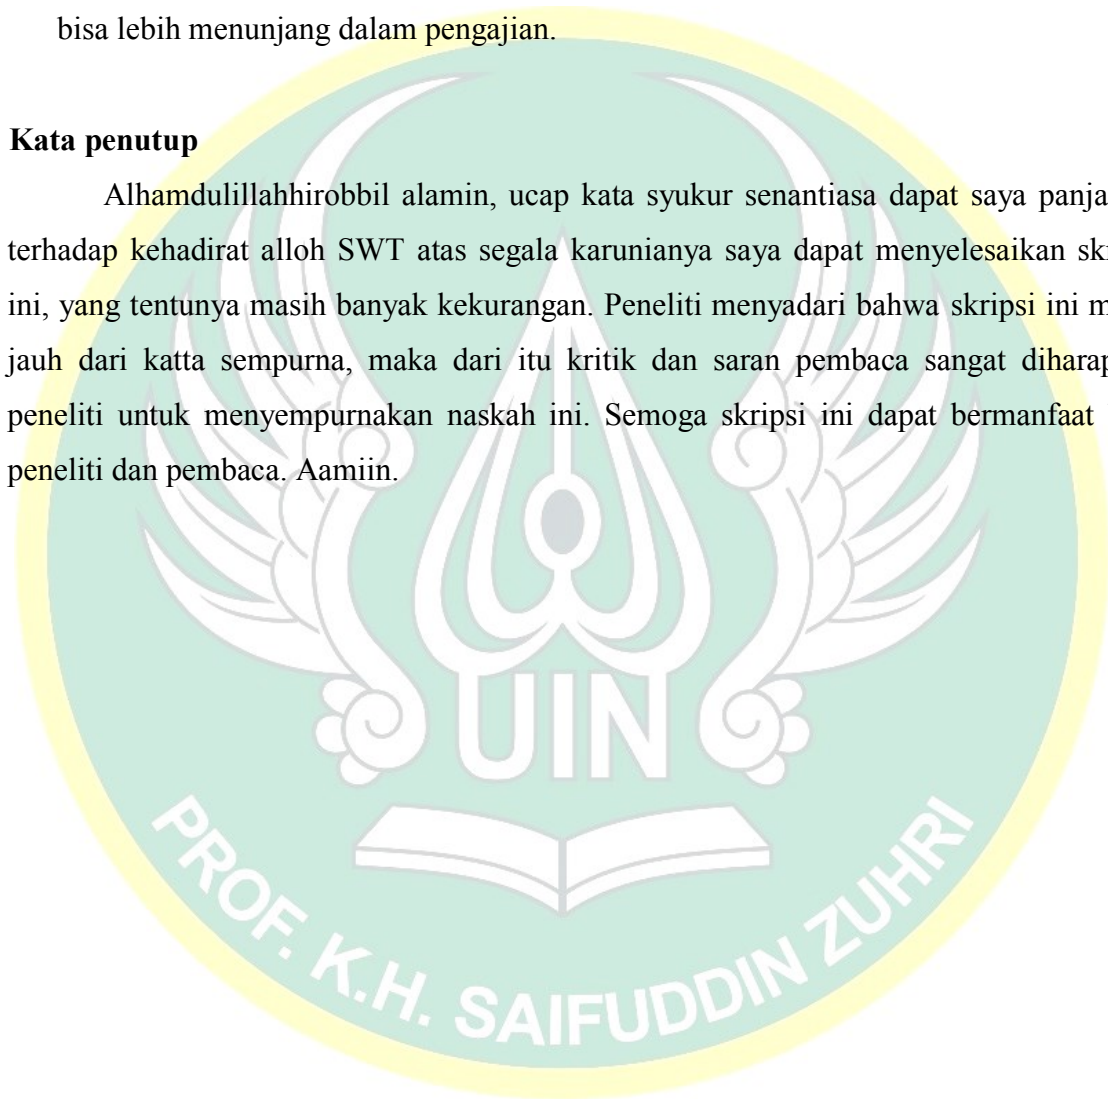 bisa lebih menunjang dalam pengajian.
Kata penutup
Alhamdulillahhirobbil alamin, ucap kata syukur senantiasa dapat saya panja
terhadap kehadirat alloh SWT atas segala karunianya saya dapat menyelesaikan sk
ini, yang tentunya masih banyak kekurangan. Peneliti menyadari bahwa skripsi ini m
jauh dari katta sempurna, maka dari itu kritik dan saran pembaca sangat diharap
peneliti untuk menyempurnakan naskah ini. Semoga skripsi ini dapat bermanfaat
peneliti dan pembaca. Aamiin.
UIN
PROF. K.H. SAIFUDDIN ZUHRI